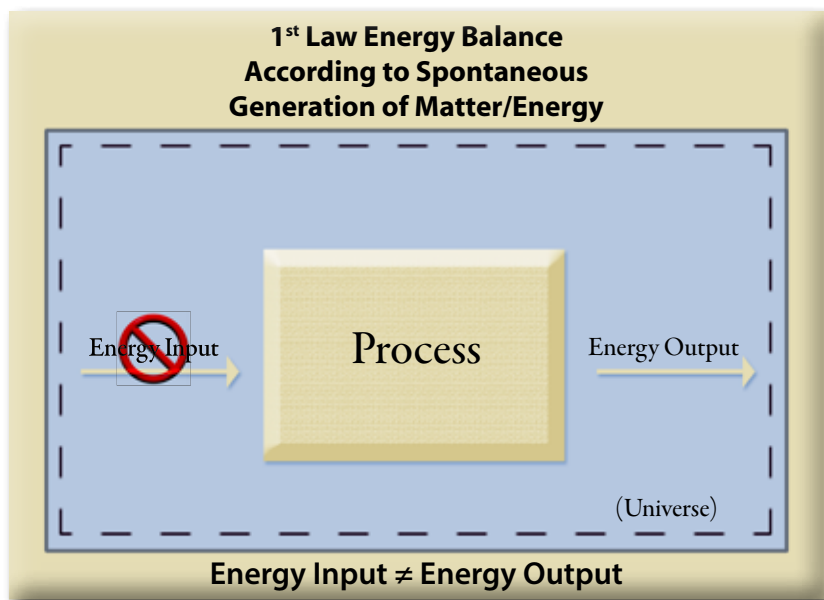 1st Law Energy Balance
According to Spontaneous
Generation of Matter/Energy
Energy Input
Process
Energy Output
(Universe)
Energy Input ≠ Energy Output